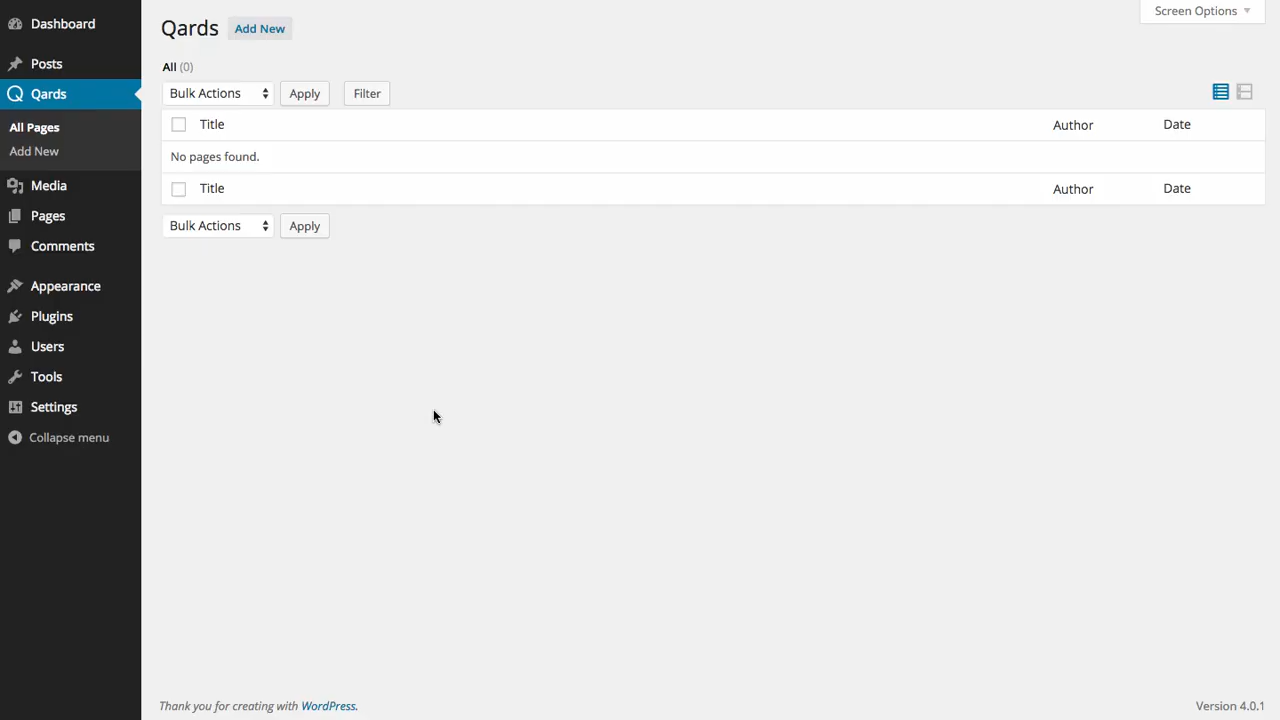 Dashboard
Posts
Qards
All Pages
Add New
Media
Pages
Comments
Appearance
Plugins
Users
Tools
Settings
Collapse menu
Qards Add New
Screen Options
All (0)
Bulk Actions Apply Filter
Title Author Date
No pages found.
Title Author Date
Bulk Actions Apply
Thank you for creating with WordPress.
Version 4.0.1